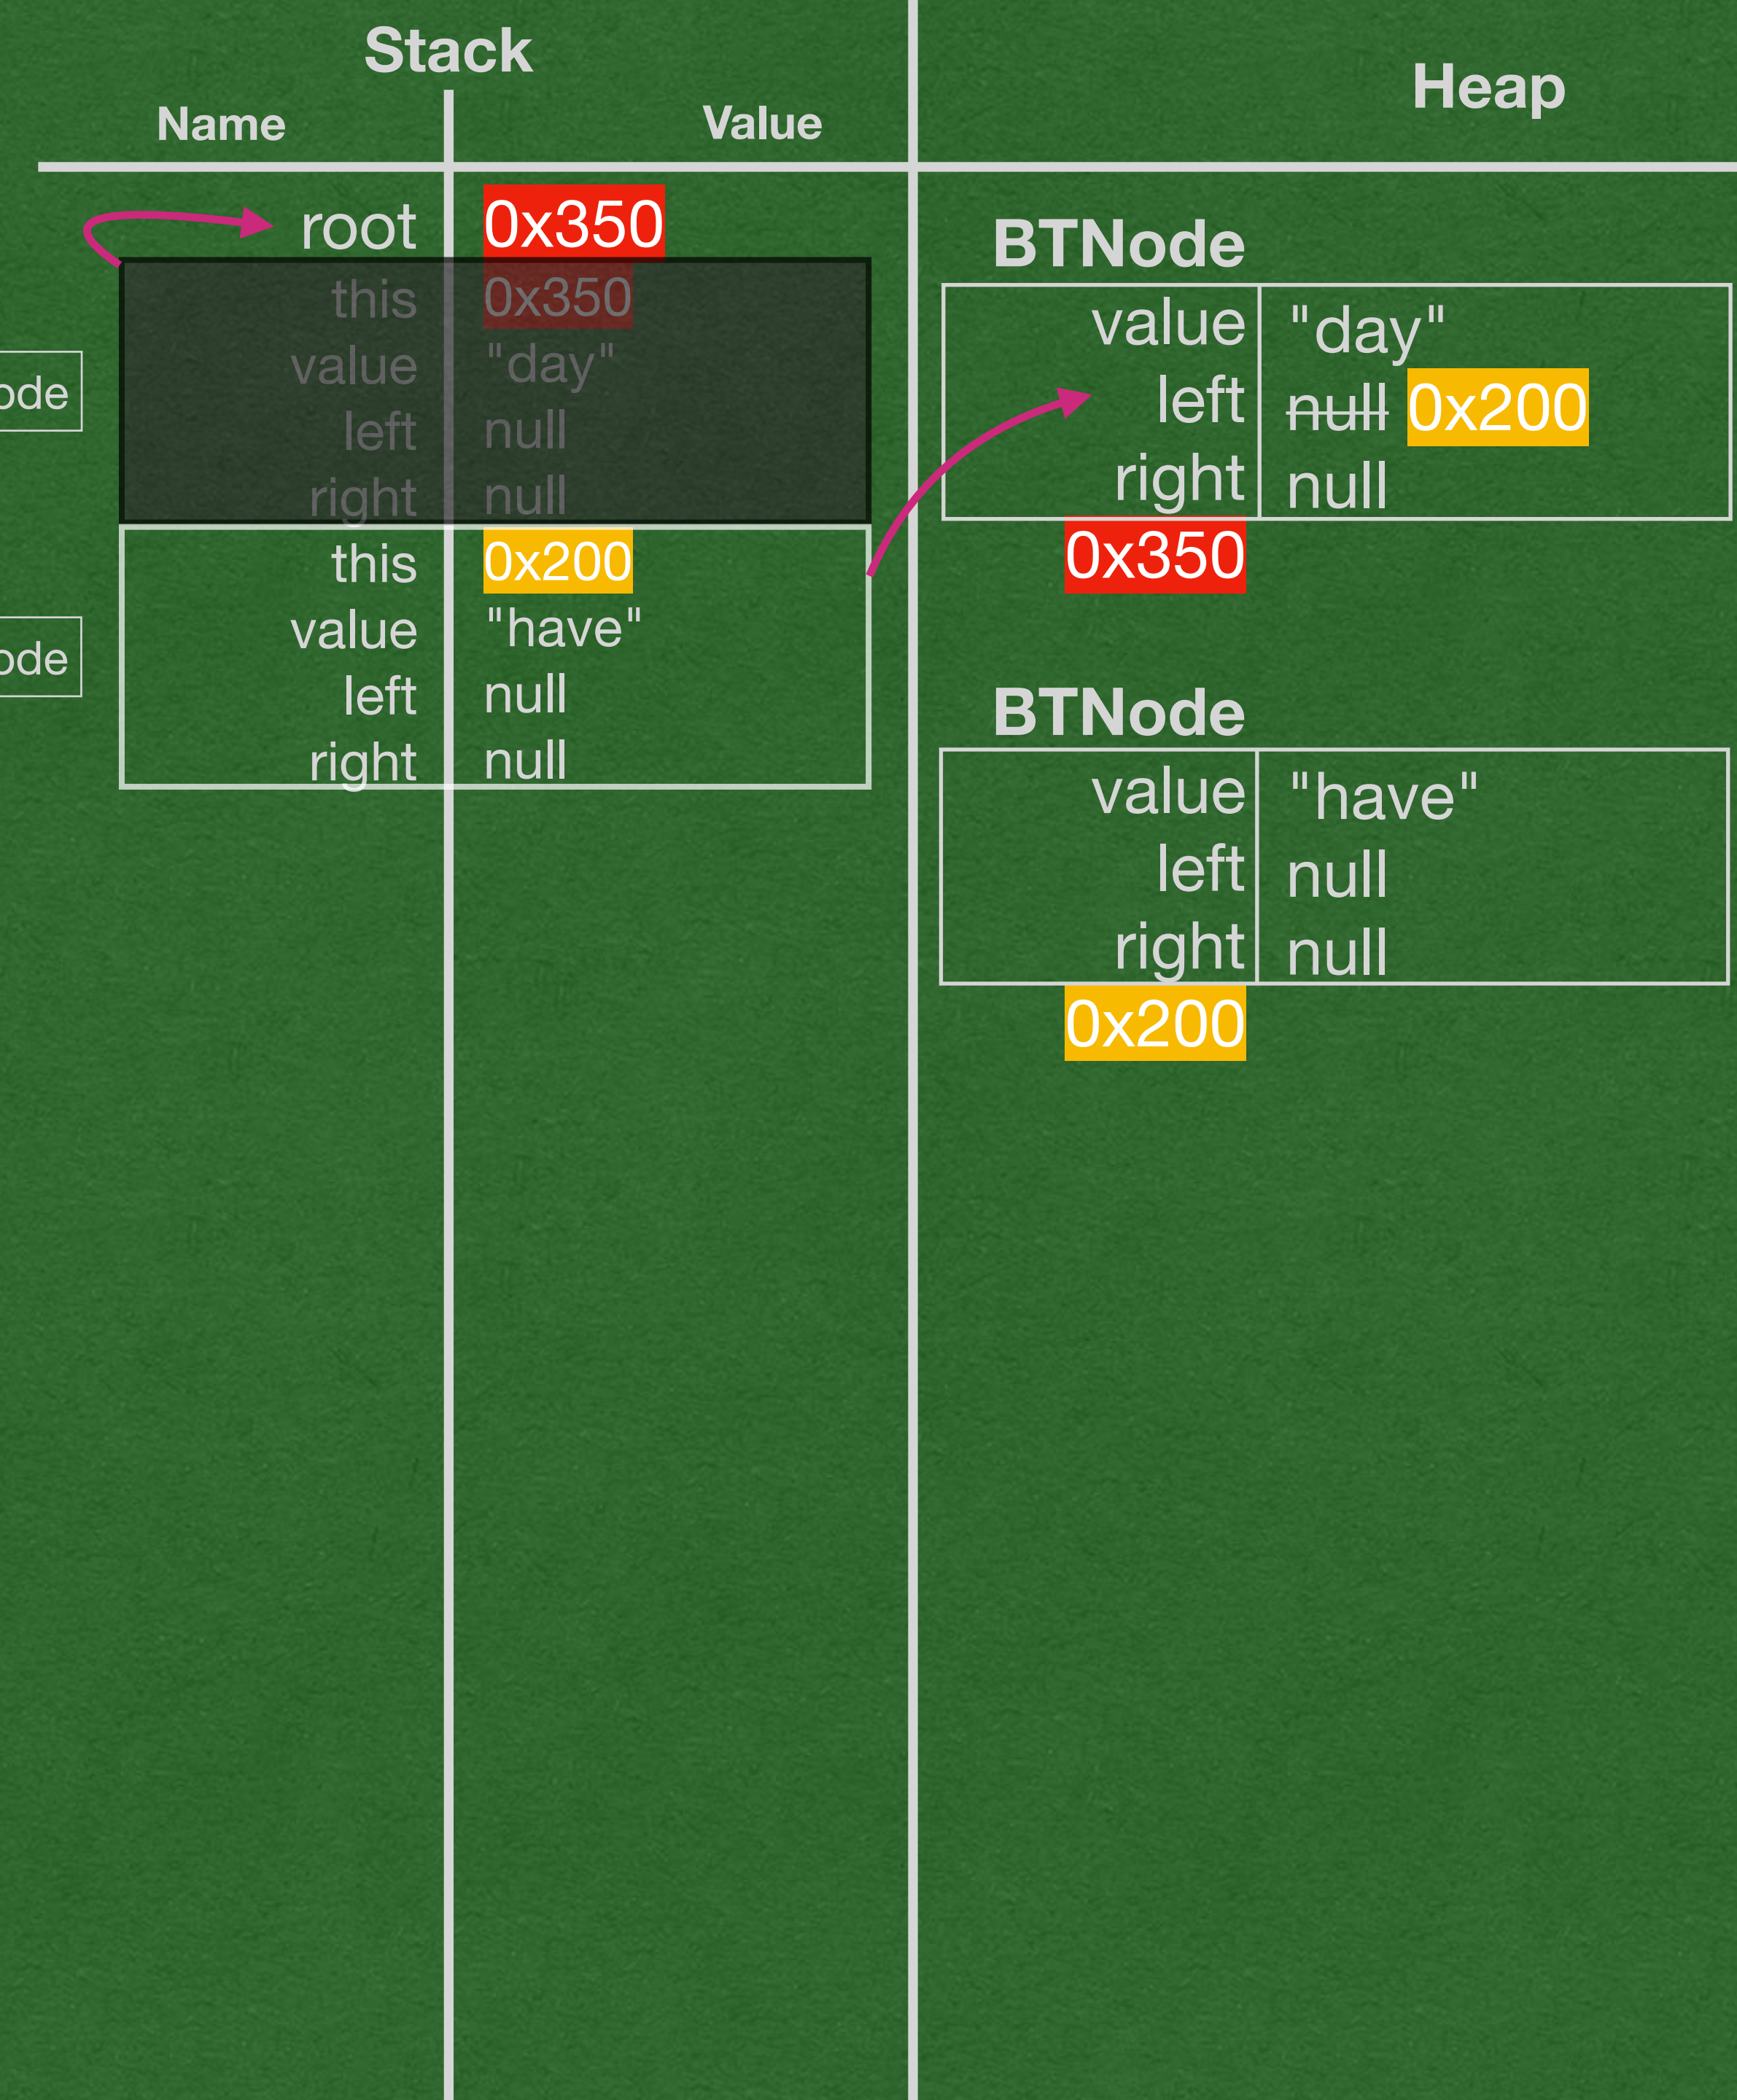 Stack
Heap
Name Value
root 0x350
this 0x350
value "day"
left null
right null
this 0x200
value "have"
left null
right null
ode
ode
BTNode
value "day"
left null 0x200
right null
0x350
BTNode
value "have"
left null
right null
0x200